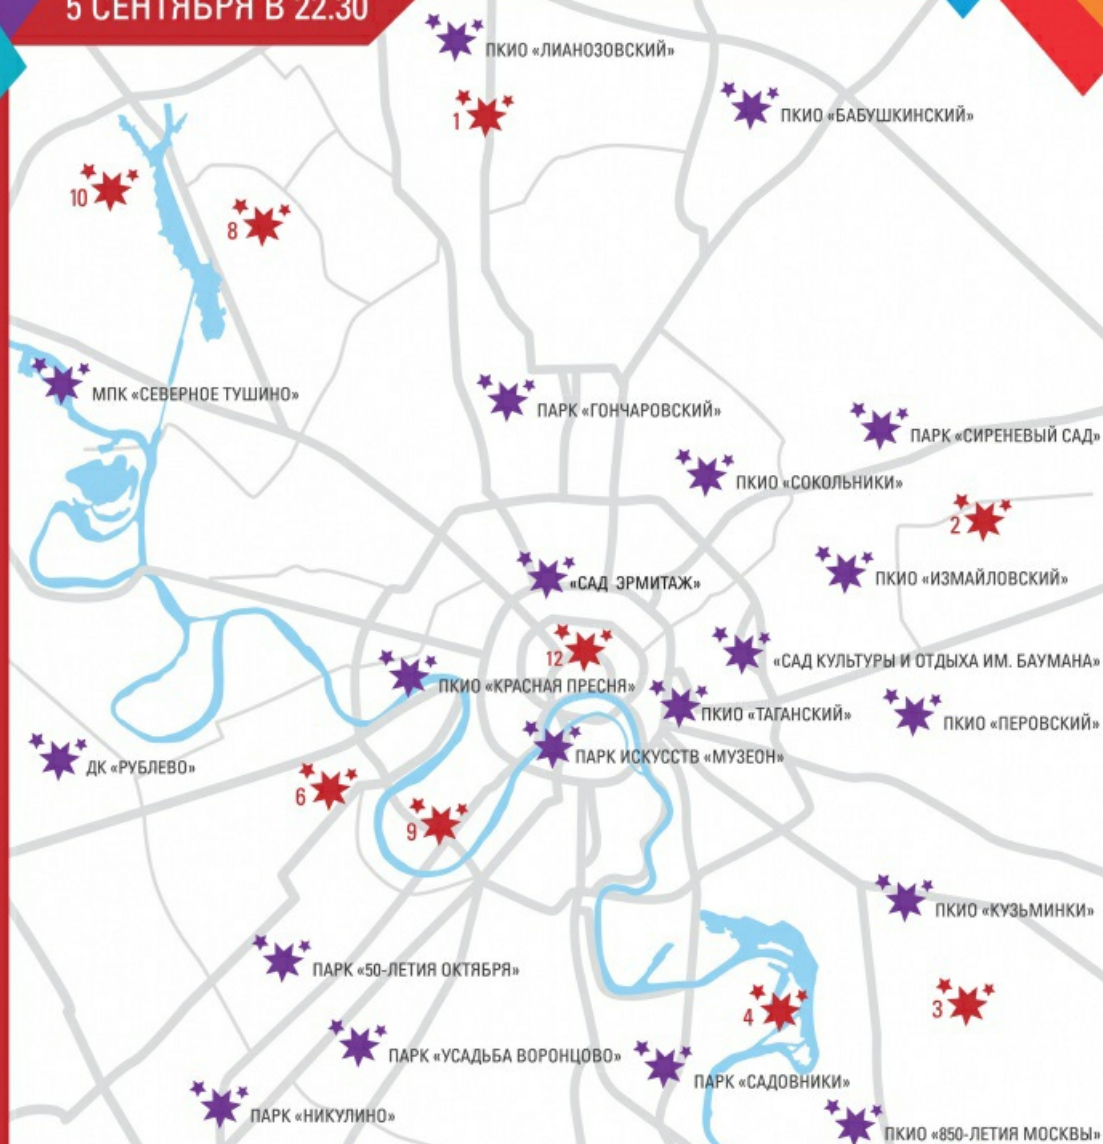 5 СЕНТЯБРЯ В 22.30
ПКИО «ЛИАНОЗОВСКИЙ»
1
ПКИО «БАБУШКИНСКИЙ»
10
8
МПК «СЕВЕРНОЕ ТУШИНО»
ПАРК «ГОНЧАРОВСКИЙ»
ПАРК «СИРЕНЕВЫЙ САД»
ПКИО «СОКОЛЬНИКИ»
2
«САД ЭРМИТАЖ»
ПКИО «ИЗМАЙЛОВСКИЙ»
12
«САД КУЛЬТУРЫ И ОТДЫХА ИМ. БАУМАНА»
ПКИО «КРАСНАЯ ПРЕСНЯ»
ПКИО «ТАГАНСКИЙ»
ПКИО «ПЕРОВСКИЙ»
ПАРК ИСКУССТВ «МУЗЕОН»
ДК «РУБЛЕВО»
6
9
ПКИО «КУЗЬМИНКИ»
ПАРК «50-ЛЕТИЯ ОКТЯБРЯ»
4
3
ПАРК «УСАДЬБА ВОРОНЦОВО»
ПАРК «САДОВНИКИ»
ПАРК «НИКУЛИНО»
ПКИО «850-ЛЕТИЯ МОСКВЫ»